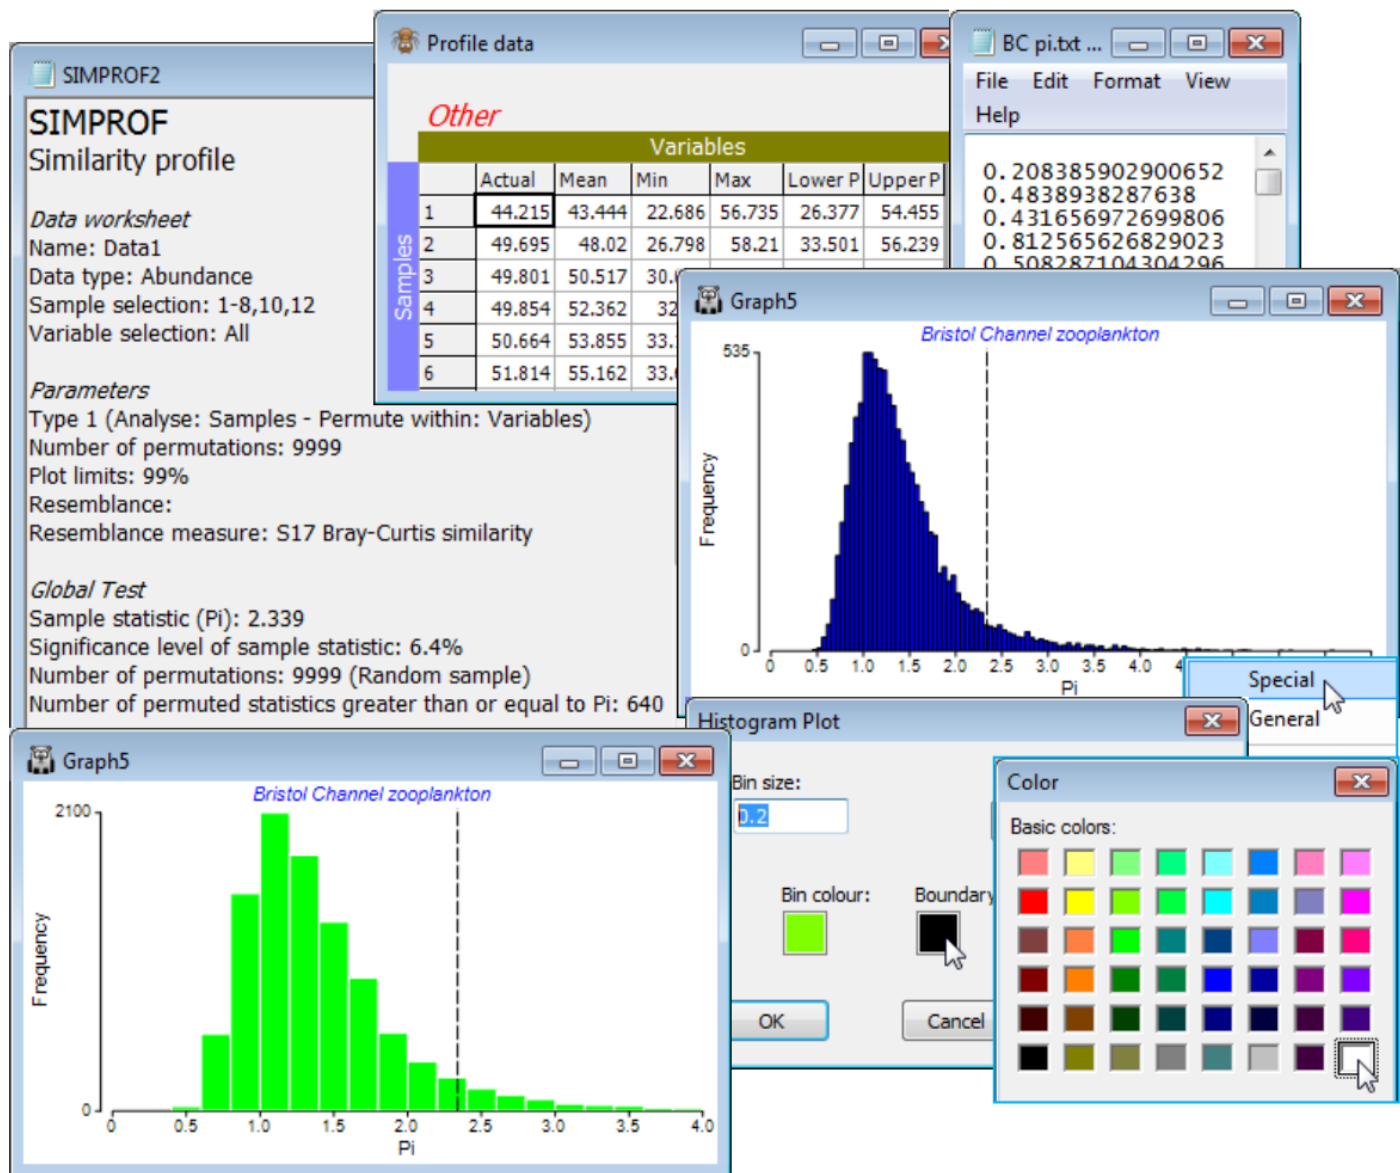 SIMPROF2
SIMPROF
Similarity profile
Data worksheet
Name: Data1
Data type: Abundance
Sample selection: 1-8,10,12
Variable selection: All
Parameters
Type 1 (Analyse: Samples - Permute within: Variables)
Number of permutations: 9999
Plot limits: 99%
Resemblance:
Resemblance measure: S17 Bray-Curtis similarity
Global Test
Sample statistic (Pi): 2.339
Significance level of sample statistic: 6.4%
Number of permutations: 9999 (Random sample)
Number of permuted statistics greater than or equal to Pi: 640
Profile data
Other
Variables
Samples
Actual Mean Min Max Lower P Upper P
1 44.215 43.444 22.686 56.735 26.377 54.455
2 49.695 48.02 26.798 58.21 33.501 56.239
3 49.801 50.517 30.
4 49.854 52.362 32
5 50.664 53.855 33.
6 51.814 55.162 33.
BC pi.txt ...
File Edit Format View
Help
0.208385902900652
0.4838938287638
0.431656972699806
0.812565626829023
0.508287104304296
Graph5
Bristol Channel zooplankton
535
Frequency
0
0 0.5 1.0 1.5 2.0 2.5 3.0 3.5 4.0 4
Pi
Special
General
Histogram Plot
Bin size:
0.2
Bin colour: Boundary
OK Cancel
Color
Basic colors:
Graph5
Bristol Channel zooplankton
2100
Frequency
0
0 0.5 1.0 1.5 2.0 2.5 3.0 3.5 4.0
Pi